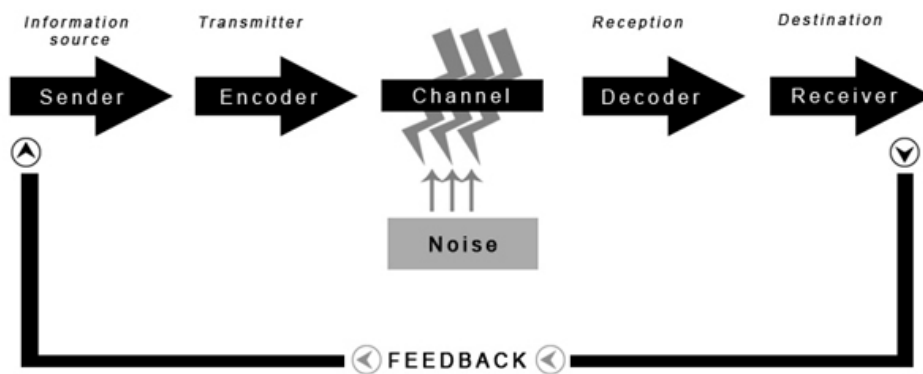 Information
source
Transmitter
Reception
Destination
Sender
Encoder
Channel
Decoder
Receiver
Noise
FEEDBACK